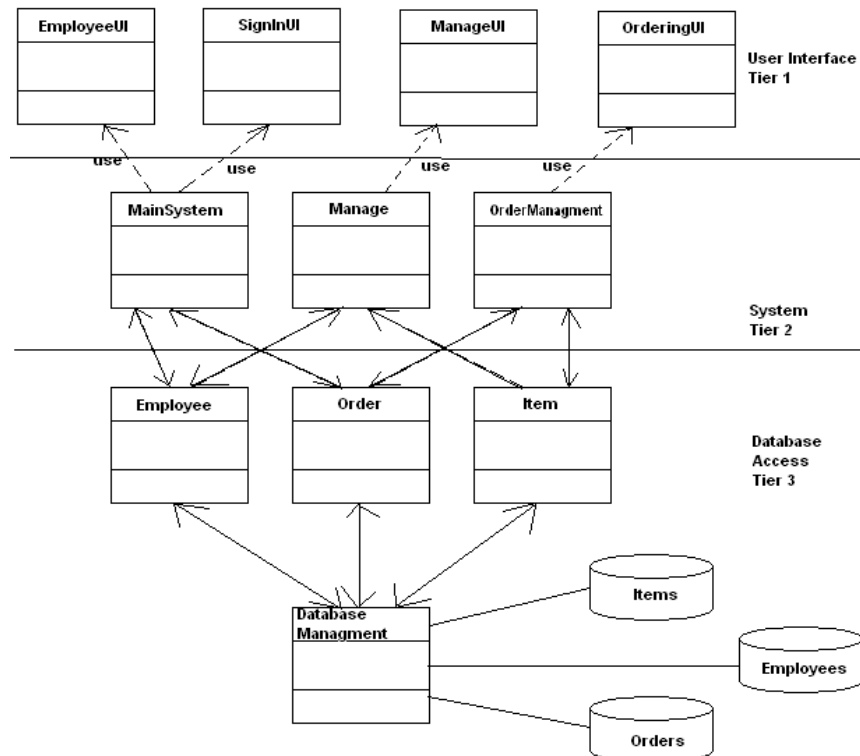 EmployeeUI
SignInUI
ManageUI
OrderingUI
User Interface
Tier 1
use
use
use
use
MainSystem
Manage
OrderManagment
System
Tier 2
Employee
Order
Item
Database
Access
Tier 3
Database
Managment
Items
Employees
Orders